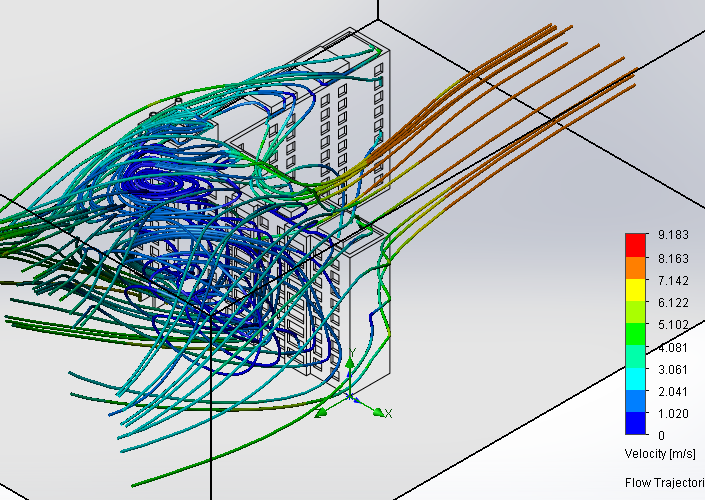 9.183
8.163
7.142
6.122
5.102
4.081
3.061
2.041
1.020
0
Velocity [m/s]
Flow Trajectori
Y
X
Z